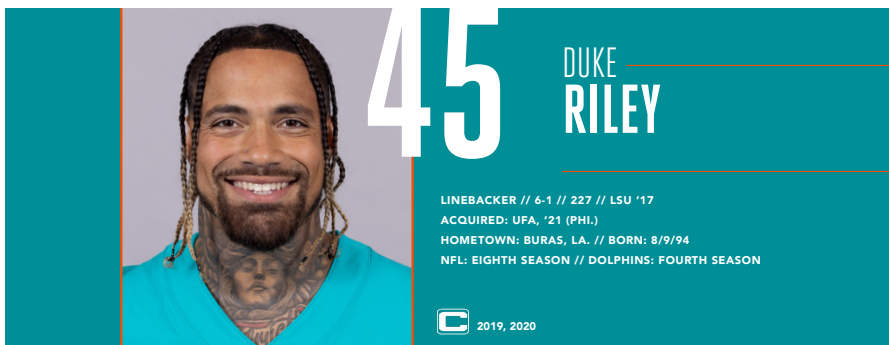 45
DUKE
RILEY
LINEBACKER // 6-1 // 227 // LSU ’17
ACQUIRED: UFA, ’21 (PHI.)
HOMETOWN: BURAS, LA. // BORN: 8/9/94
NFL: EIGHTH SEASON // DOLPHINS: FOURTH SEASON
C 2019, 2020